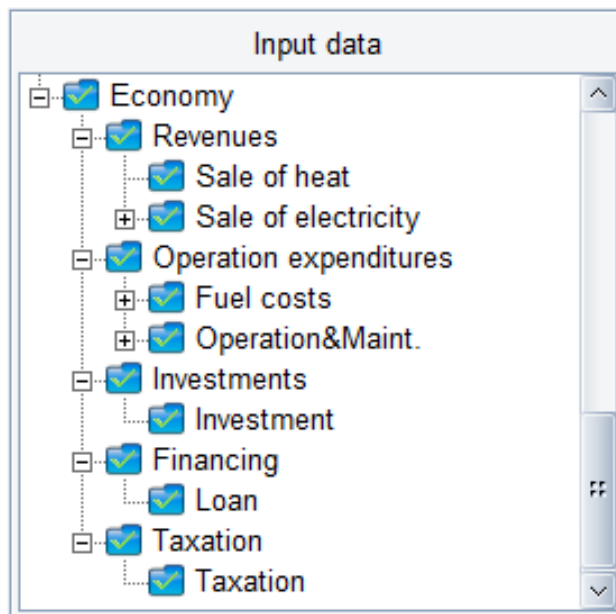 Input data
Economy
Revenues
Sale of heat
Sale of electricity
Operation expenditures
Fuel costs
Operation&Maint.
Investments
Investment
Financing
Loan
Taxation
Taxation